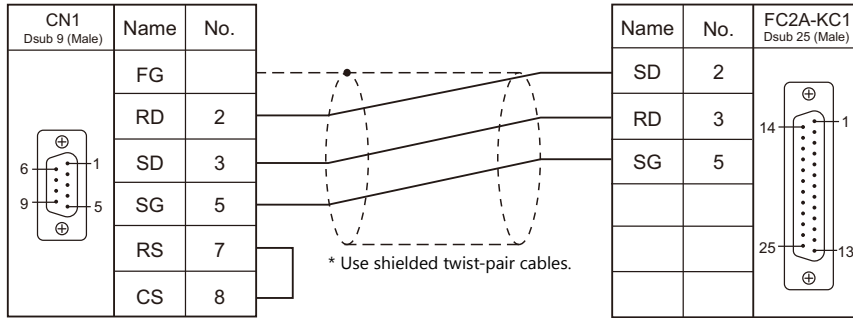 CN1
Dsub 9 (Male)
Name No.
FG
RD 2
SD 3
SG 5
RS 7
CS 8
6 1
9 5
* Use shielded twist-pair cables.
Name No.
SD 2
RD 3
SG 5
FC2A-KC1
Dsub 25 (Male)
14 1
25 13